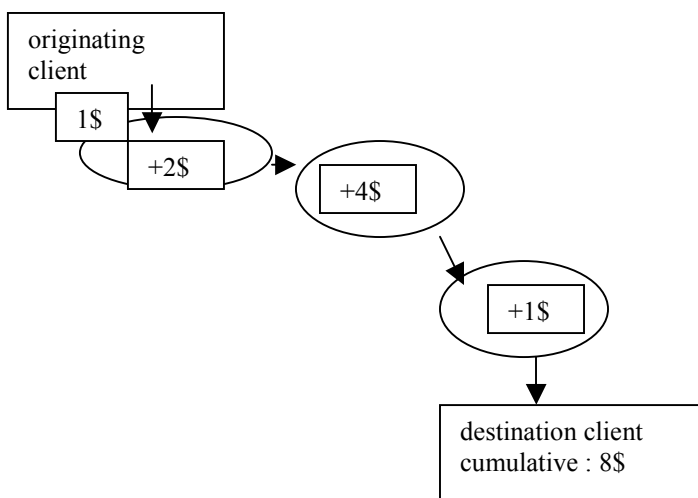 originating
client
1$
+2$
+4$
+1$
destination client
cumulative : 8$